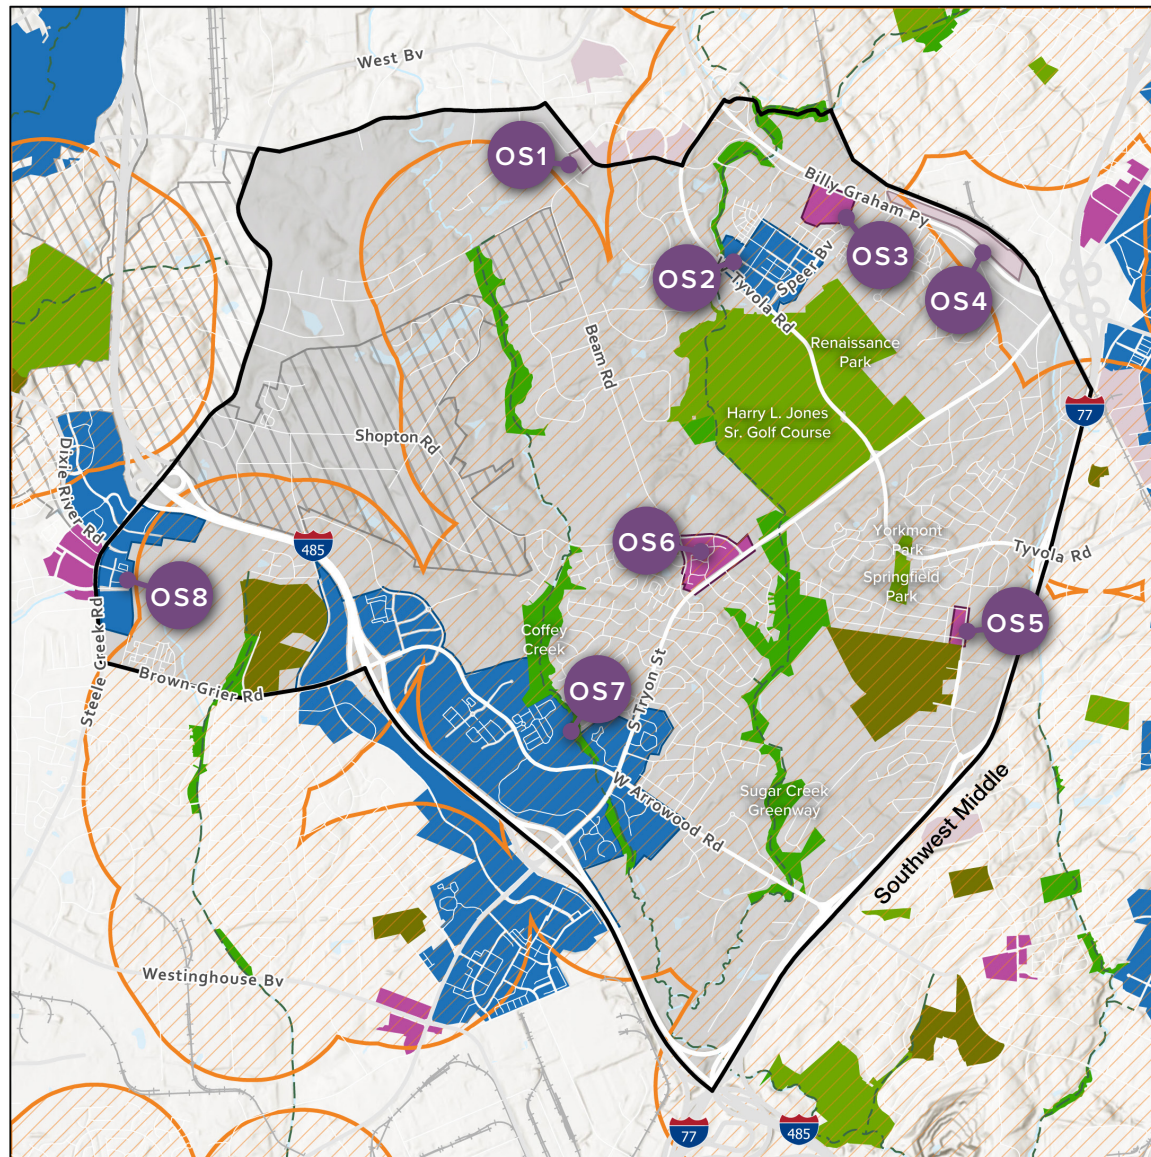 West Bv
OS1
Billy Graham Py
OS3
OS2
Speer Bv
OS4
Tyvola Rd
Renaissance
Park
Beam Rd
77
Harry L. Jones
Sr. Golf Course
Shopton Rd
Dixie River Rd
485
OS6
Yorkmont
Park
Tyvola Rd
Springfield
Park
OS8
OS5
Coffey
Creek
Steele Creek Rd
Brown-Grier Rd
OS7
S Tryon St
W Arrowood Rd
Sugar Creek
Greenway
Southwest Middle
Westinghouse Bv
77
485